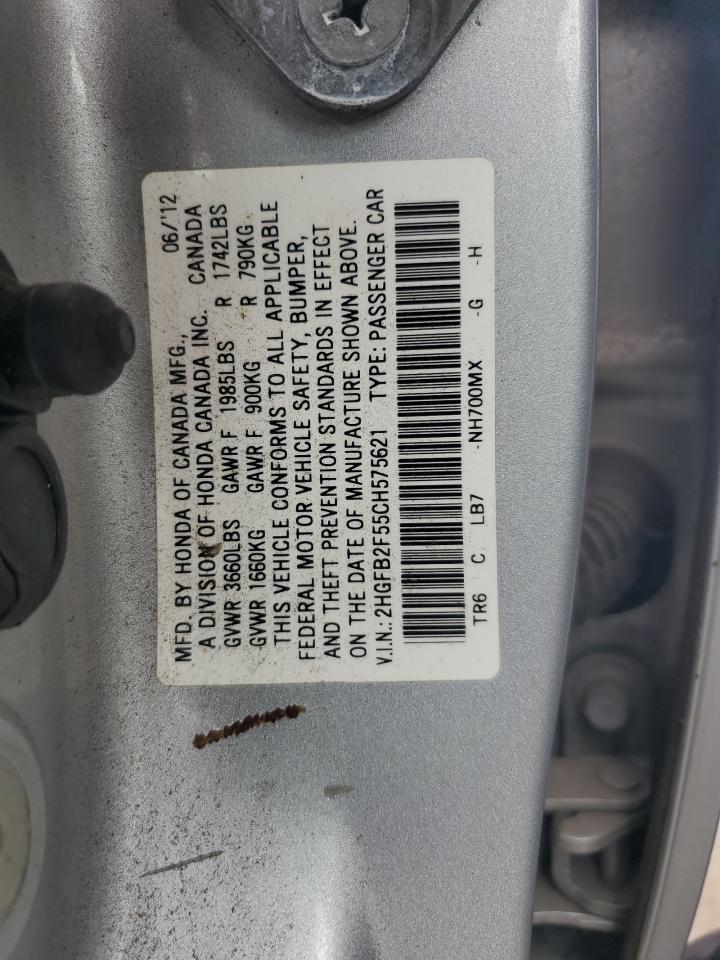 MFD. BY HONDA OF CANADA MFG., 06/'12
A DIVISION OF HONDA CANADA INC. CANADA
GVWR 3660LBS GAWR F 1985LBS R 1742LBS
GVWR 1660KG GAWR F 900KG R 790KG
THIS VEHICLE CONFORMS TO ALL APPLICABLE
FEDERAL MOTOR VEHICLE SAFETY, BUMPER,
AND THEFT PREVENTION STANDARDS IN EFFECT
ON THE DATE OF MANUFACTURE SHOWN ABOVE.
V.I.N.: 2HGFB2F55CH575621 TYPE: PASSENGER CAR
TR6 C LB7 -NH700MX -G -H